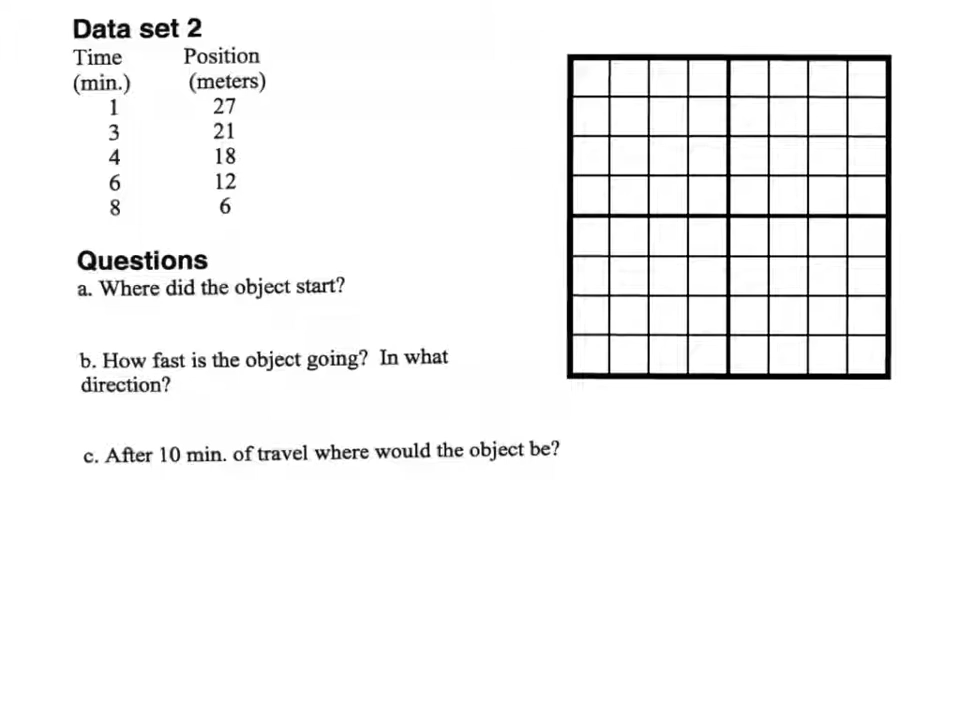 Data set 2
Time Position
(min.) (meters)
1 27
3 21
4 18
6 12
8 6
Questions
a. Where did the object start?
b. How fast is the object going? In what
direction?
c. After 10 min. of travel where would the object be?